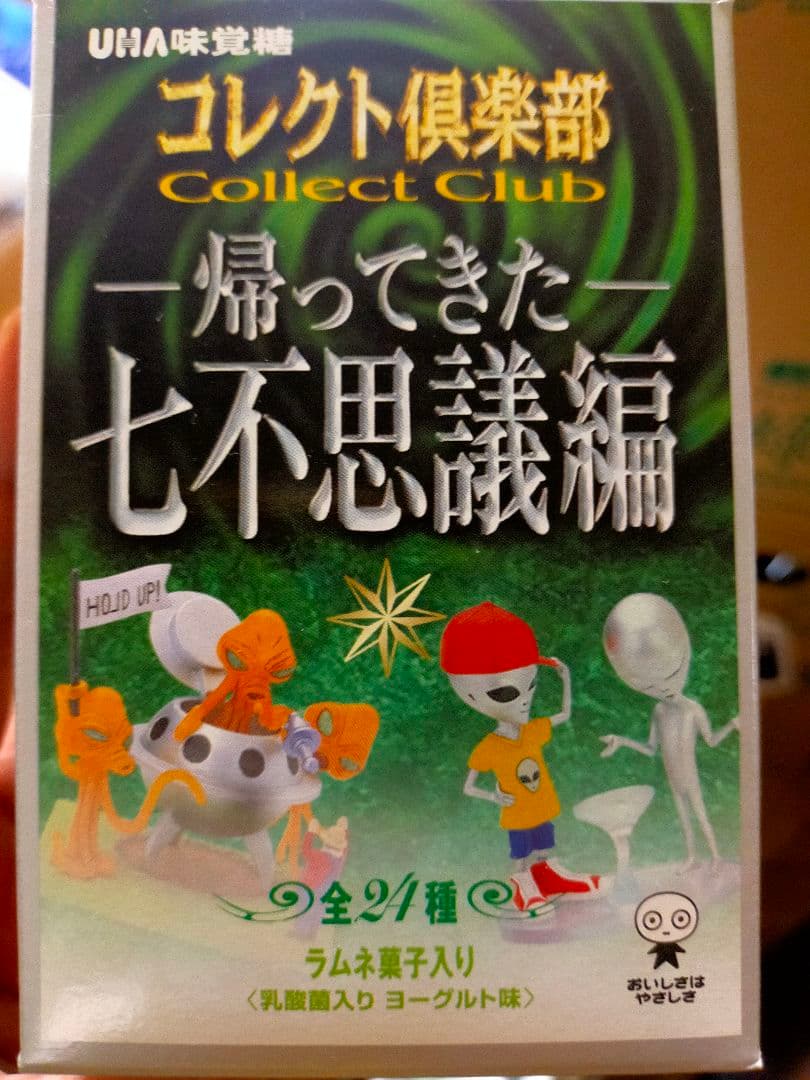 UHA味覚糖
コレクト倶楽部
Collect Club
帰ってきた
七不思議編
HOLD UP!
全24種
ラムネ菓子入り
〈乳酸菌入り ヨーグルト味〉
おいしさは
やさしさ